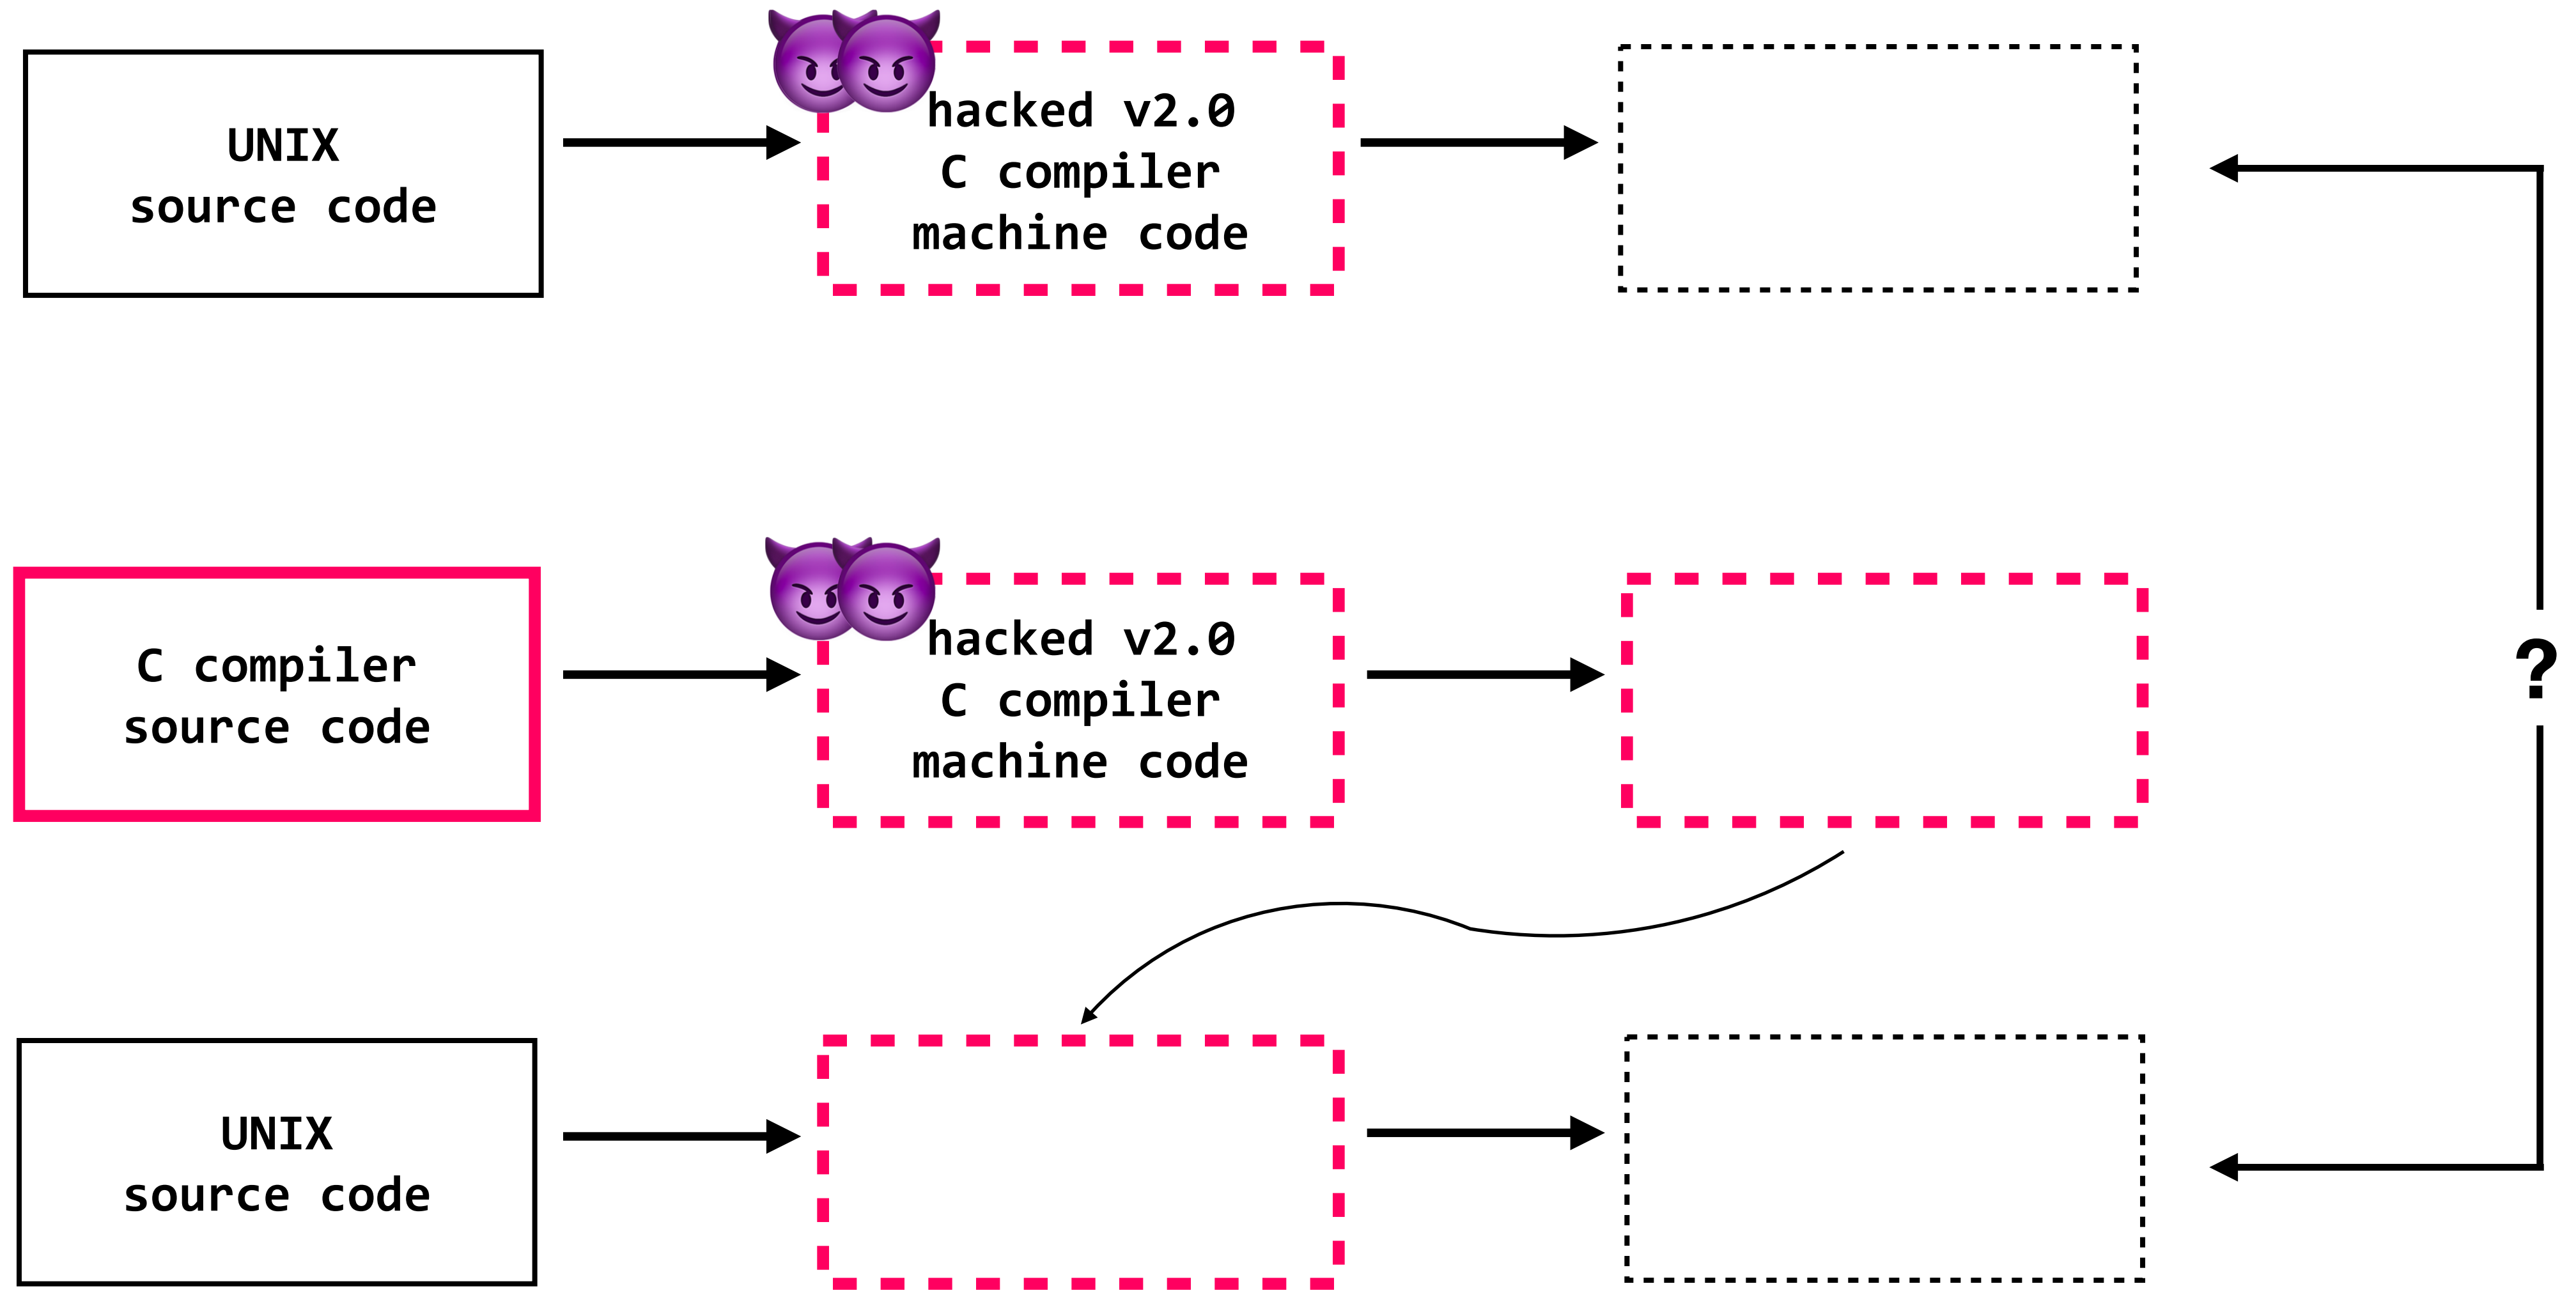 UNIX
source code
hacked v2.0
C compiler
machine code
C compiler
source code
hacked v2.0
C compiler
machine code
?
UNIX
source code